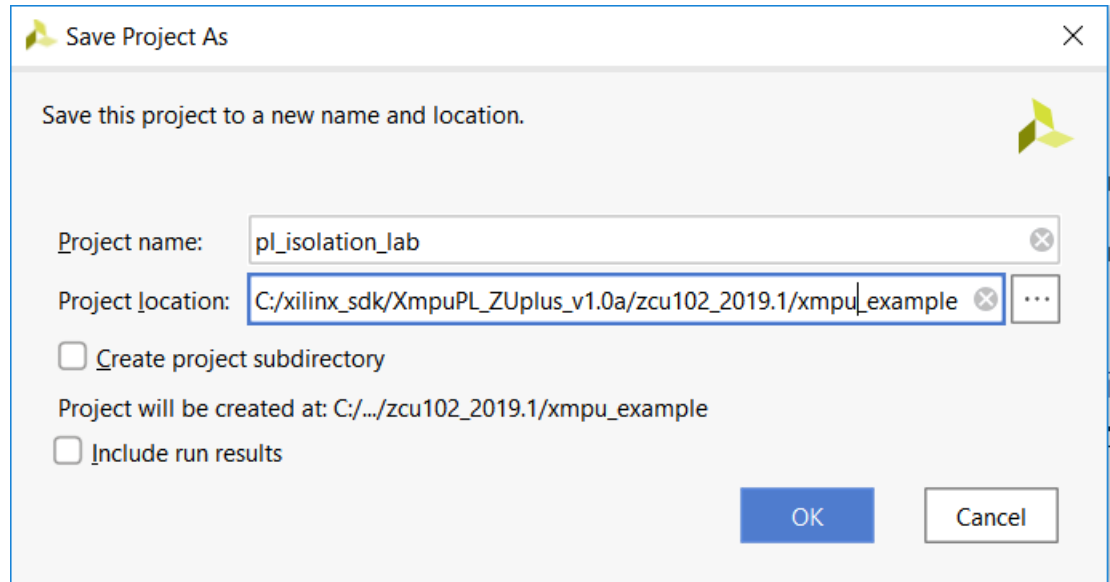 Save Project As
Save this project to a new name and location.
Project name: pl_isolation_lab
Project location: C:/xilinx_sdk/XmpuPL_ZUplus_v1.0a/zcu102_2019.1/xmpu_example ...
Create project subdirectory
Project will be created at: C:/.../zcu102_2019.1/xmpu_example
Include run results
OK Cancel